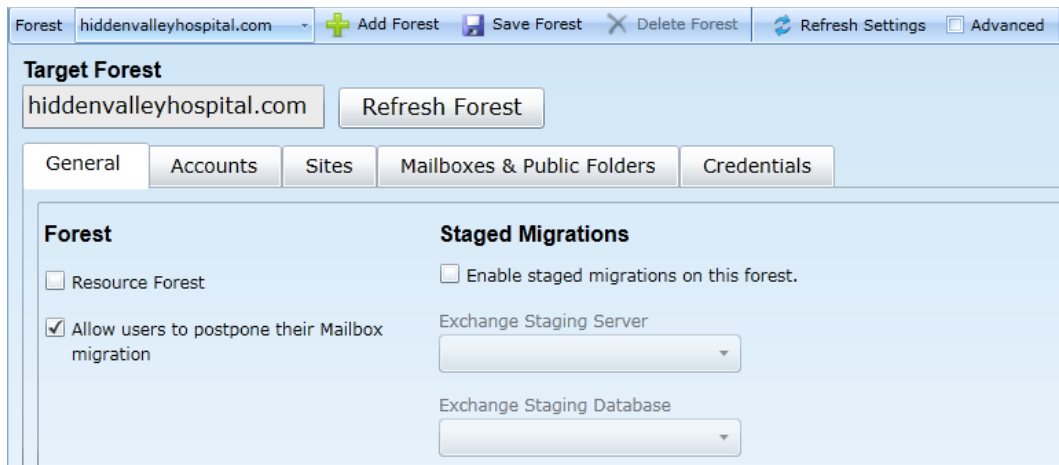 Forest hiddenvalleyhospital.com Add Forest Save Forest Delete Forest Refresh Settings Advanced
Target Forest
hiddenvalleyhospital.com Refresh Forest
General Accounts Sites Mailboxes & Public Folders Credentials
Forest
Resource Forest
Allow users to postpone their Mailbox
migration
Staged Migrations
Enable staged migrations on this forest.
Exchange Staging Server
Exchange Staging Database